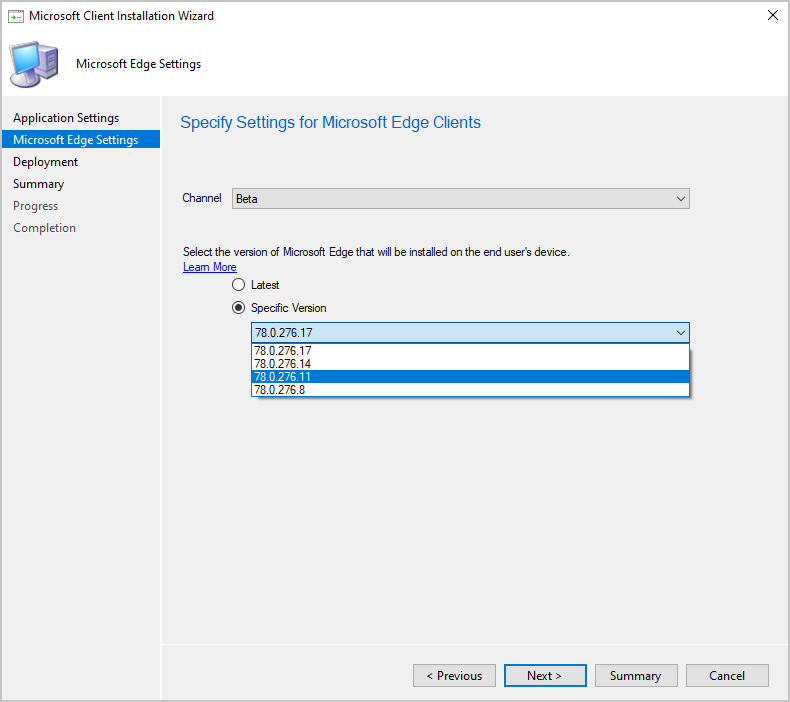 Microsoft Client Installation Wizard
Microsoft Edge Settings
Application Settings
Microsoft Edge Settings
Deployment
Summary
Progress
Completion
Specify Settings for Microsoft Edge Clients
Channel Beta
Select the version of Microsoft Edge that will be installed on the end user's device.
Learn More
Latest
Specific Version
78.0.276.17
78.0.276.17
78.0.276.14
78.0.276.11
78.0.276.8
< Previous Next > Summary Cancel